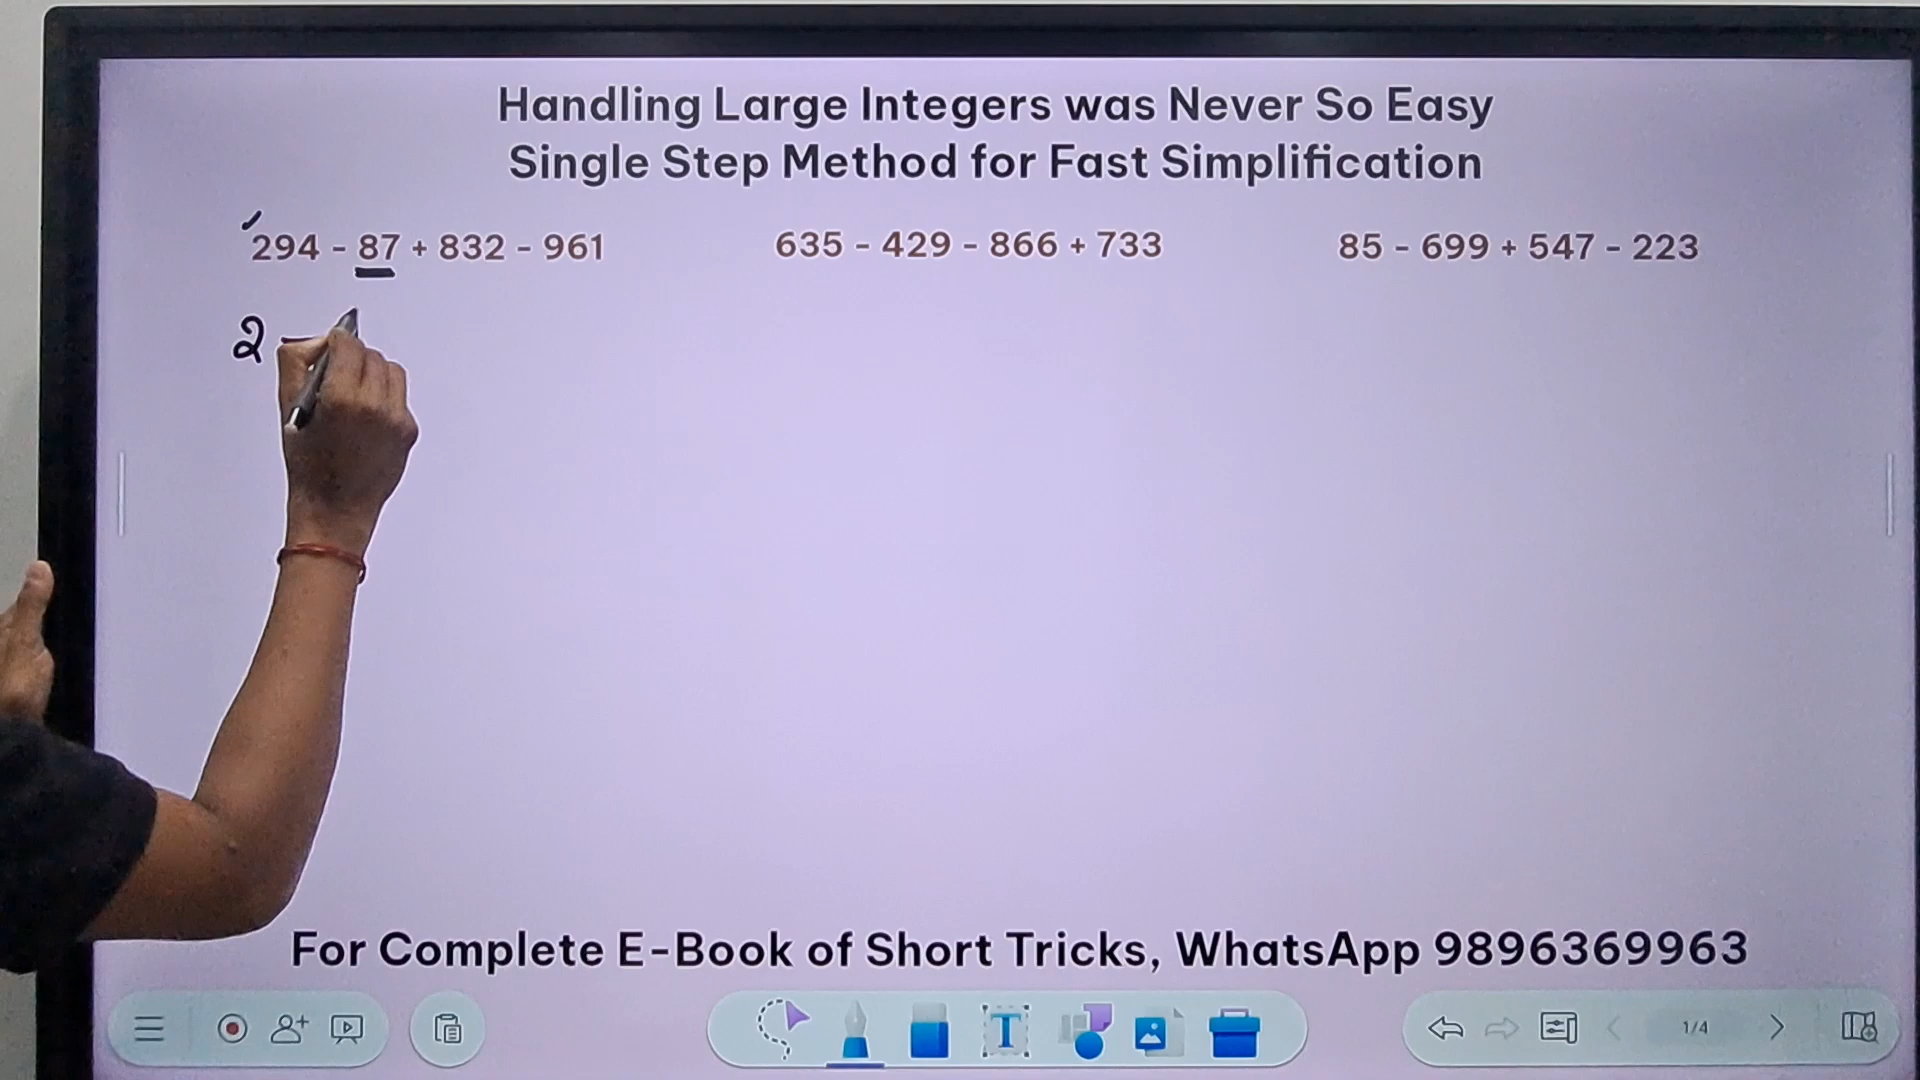 Handling Large Integers was Never So Easy
Single Step Method for Fast Simplification
294 - 87 + 832 - 961
635 - 429 - 866 + 733
85 - 699 + 547 - 223
2 -
For Complete E-Book of Short Tricks, WhatsApp 9896369963
T
1/4